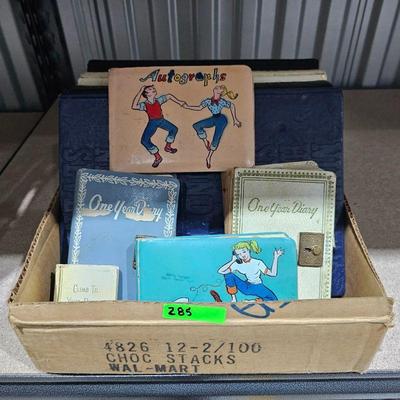 Autographs
One Year Diary
One Year Diary
285
4826 12-2/100
CHOC STACKS
WAL-MART